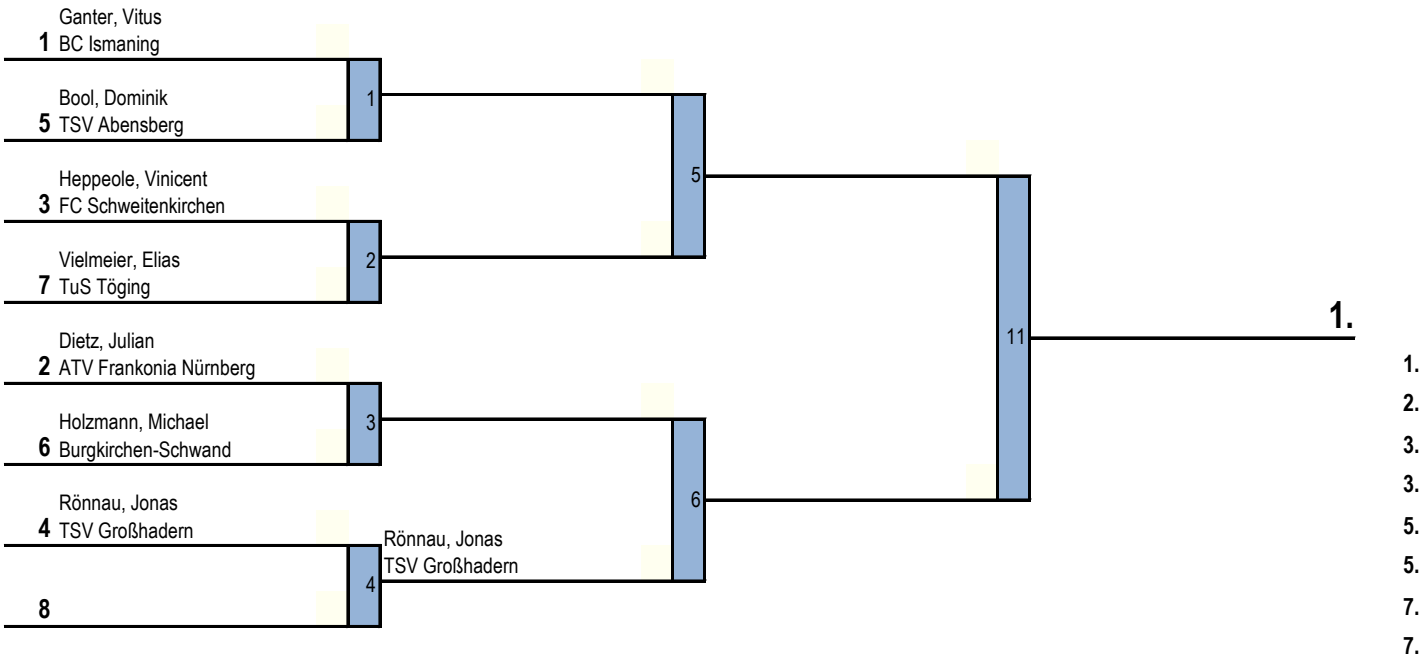 Ganter, Vitus
1 BC Ismaning
1
Bool, Dominik
5 TSV Abensberg
5
Heppeole, Vinicent
3 FC Schweitenkirchen
2
Vielmeier, Elias
7 TuS Töging
1.
11
Dietz, Julian
2 ATV Frankonia Nürnberg
3
Holzmann, Michael
6 Burgkirchen-Schwand
6
Rönnau, Jonas
4 TSV Großhadern
Rönnau, Jonas
TSV Großhadern
4
8
1.
2.
3.
3.
5.
5.
7.
7.